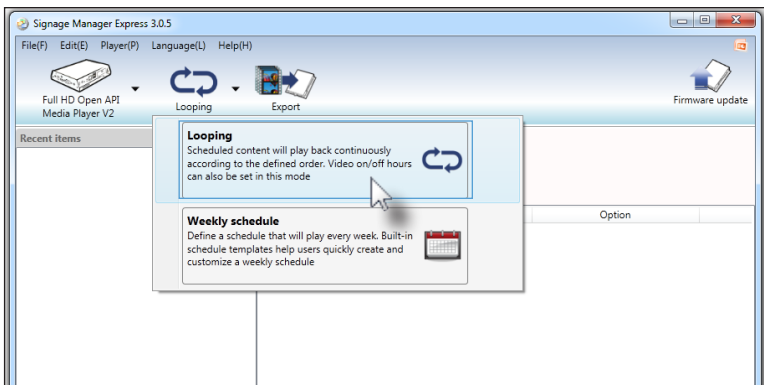 Signage Manager Express 3.0.5
File(F) Edit(E) Player(P) Language(L) Help(H)
Full HD Open API
Media Player V2
Looping
Export
Firmware update
Recent items
Looping
Scheduled content will play back continuously
according to the defined order. Video on/off hours
can also be set in this mode
Option
Weekly schedule
Define a schedule that will play every week. Built-in
schedule templates help users quickly create and
customize a weekly schedule